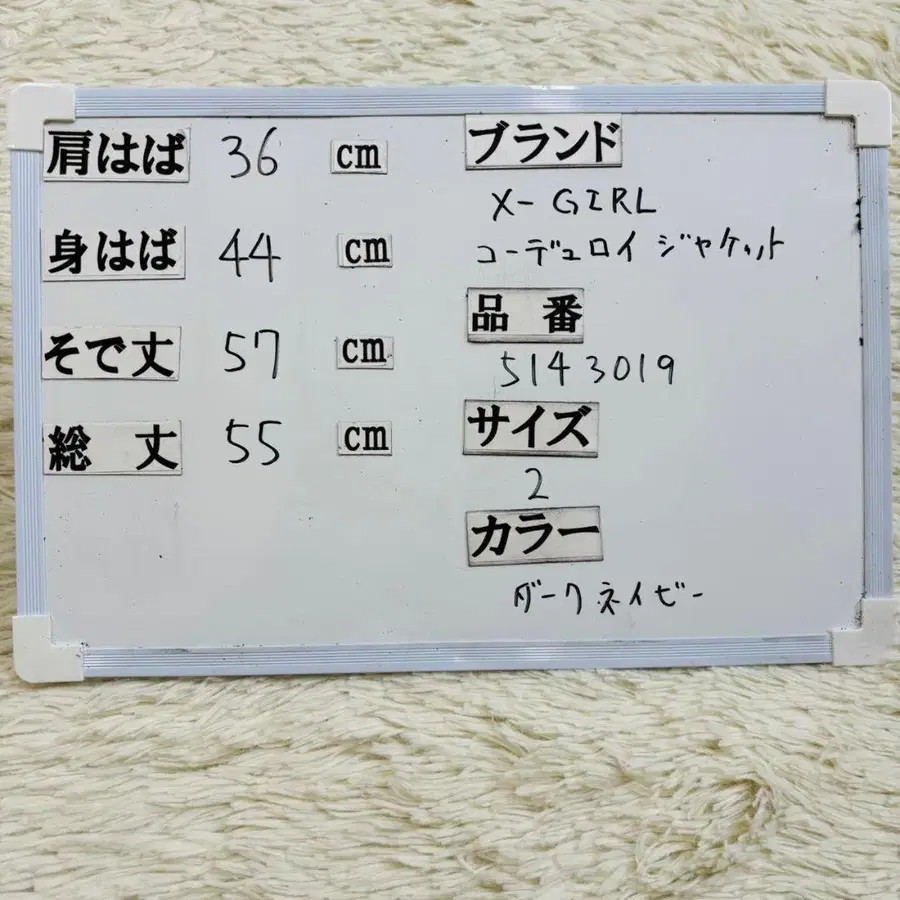 肩はば 36 cm
身はば 44 cm
そで丈 57 cm
総丈 55 cm
ブランド
X-GIRL
コーデュロイ ジャケット
品番
5143019
サイズ
2
カラー
ダークネイビー